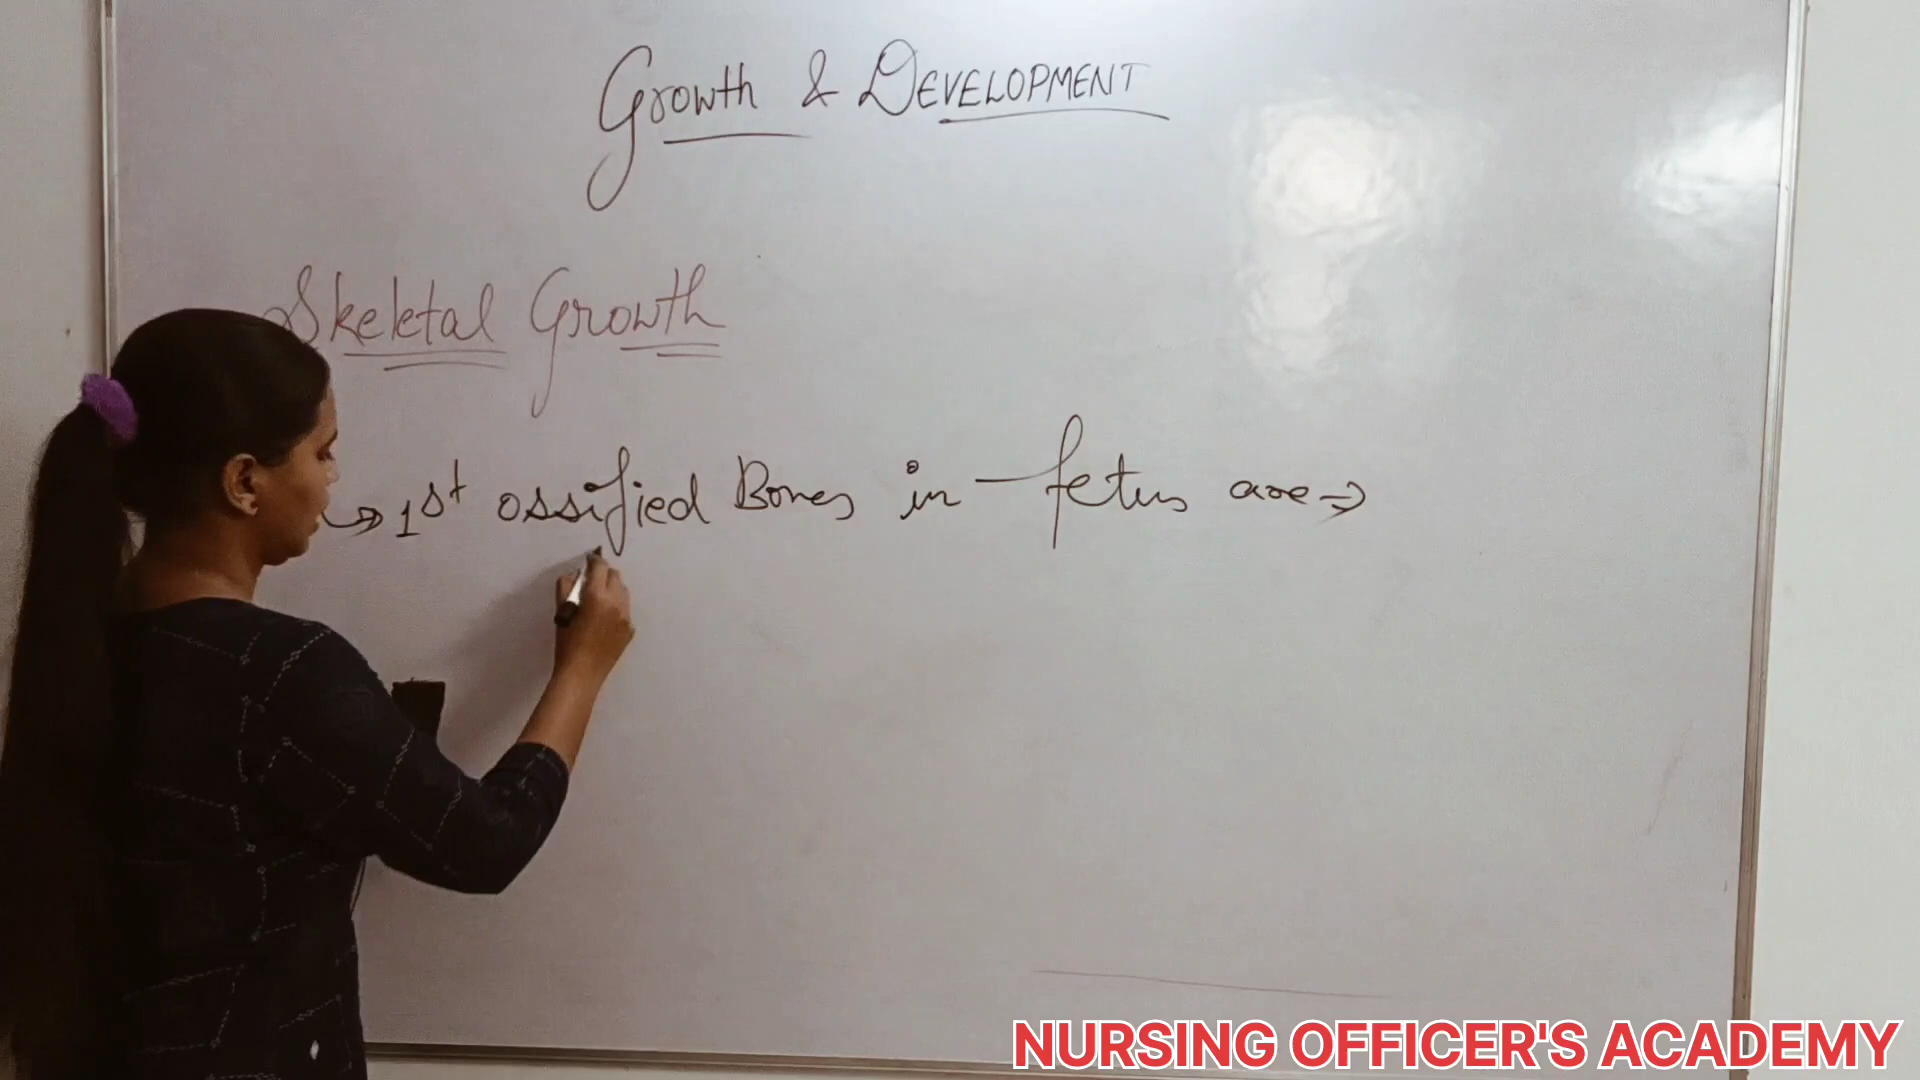 Growth & DEVELOPMENT
Skeletal Growth
→ 1st ossified Bones in fetus are →
NURSING OFFICER'S ACADEMY